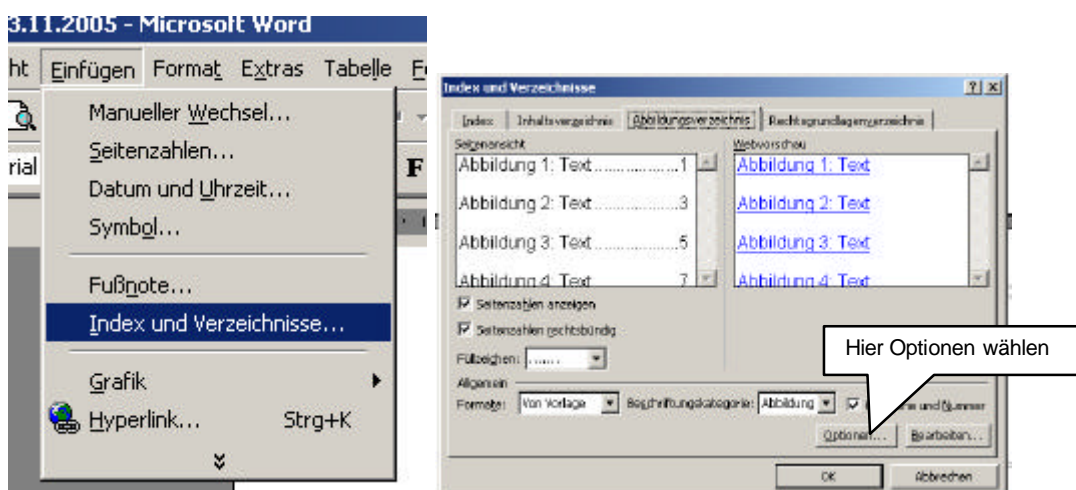 3.11.2005 - Microsoft Word
ht Einfügen Format Extras Tabelle
rial
F
Manueller Wechsel...
Seitenzahlen...
Datum und Uhrzeit...
Symbol...
Fußnote...
Index und Verzeichnisse...
Grafik
Hyperlink... Strg+K
Index und Verzeichnisse
Index Inhaltsverzeichnis Abbildungsverzeichnis Rechtsgrundlagenverzeichnis
Seitenansicht Webvorschau
Abbildung 1: Text..................1 Abbildung 1: Text
Abbildung 2: Text..................3 Abbildung 2: Text
Abbildung 3: Text..................5 Abbildung 3: Text
Abbildung 4: Text 7 Abbildung 4: Text
Seitenzahlen anzeigen
Seitenzahlen rechtsbündig
Füllzeichen: .......
Hier Optionen wählen
Allgemein
Formate: Von Vorlage Beschriftungskategorie: Abbildung und Nummer
Optionen... Bearbeiten...
OK Abbrechen